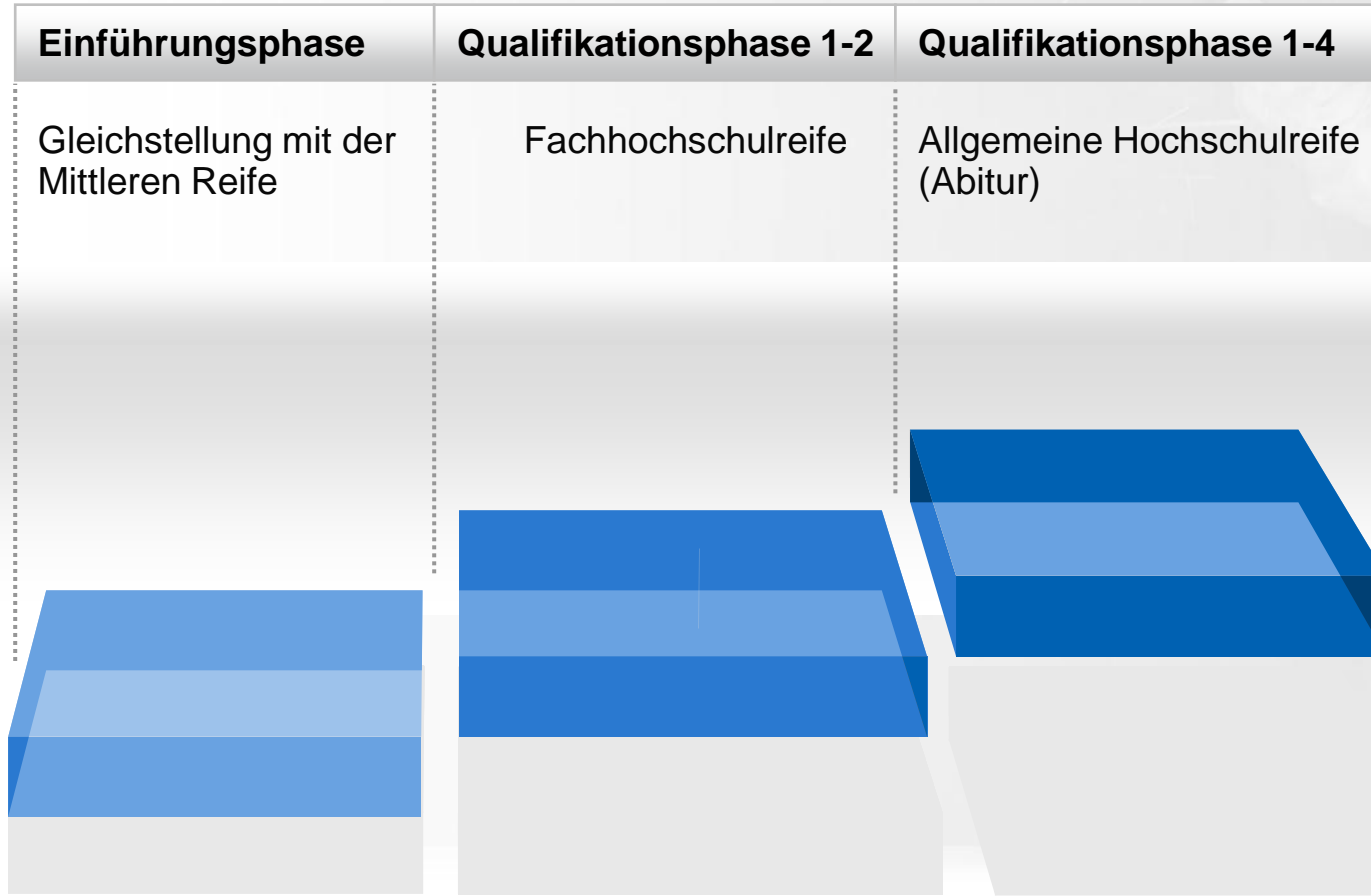 Einführungsphase
Qualifikationsphase 1-2
Qualifikationsphase 1-4
Gleichstellung mit der
Mittleren Reife
Fachhochschulreife
Allgemeine Hochschulreife
(Abitur)